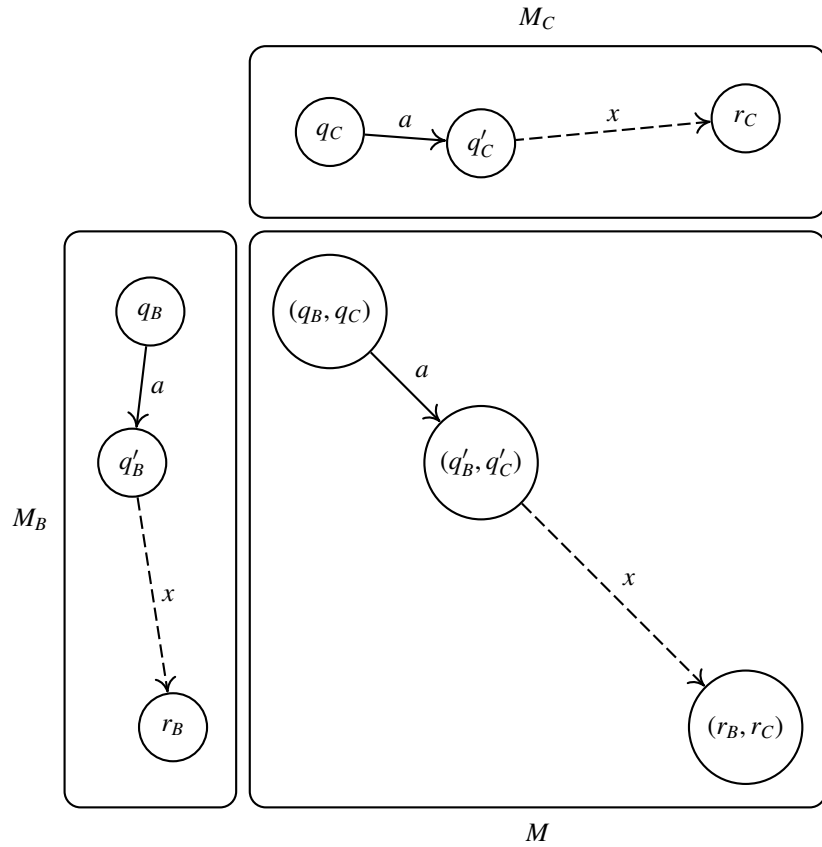 M_C
q_C
a
q'_C
x
r_C
q_B
a
q'_B
x
r_B
M_B
(q_B, q_C)
a
(q'_B, q'_C)
x
(r_B, r_C)
M